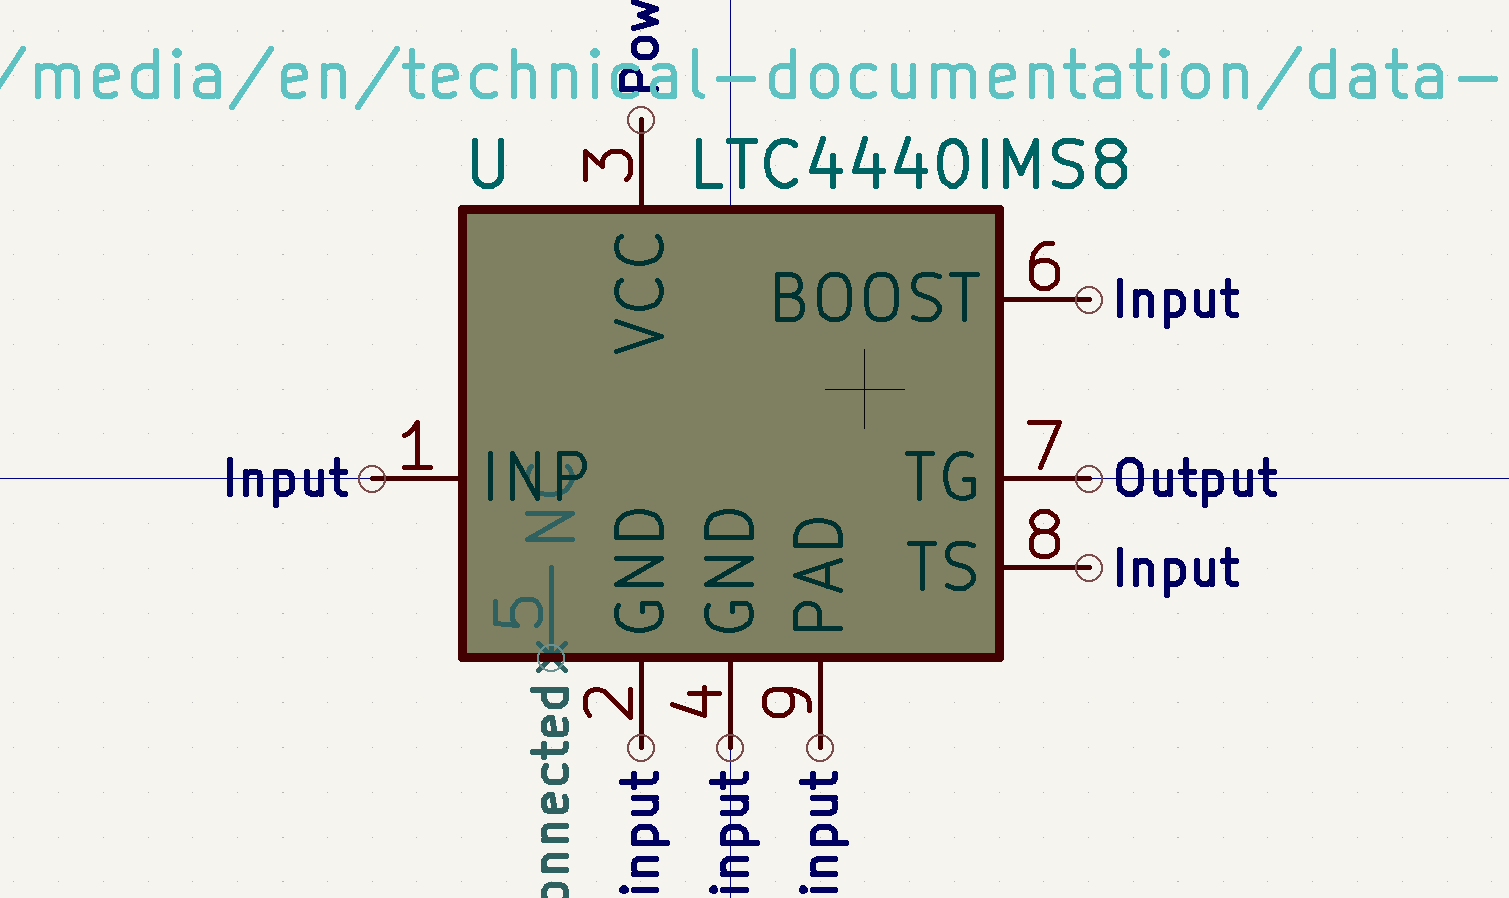 /media/en/technical-documentation/data-
Pow
U
3
LTC4440IMS8
VCC
BOOST
6
Input
Input
1
INP
NC
TG
7
Output
TS
8
Input
5
GND
GND
PAD
2
4
9
onnected
input
input
input